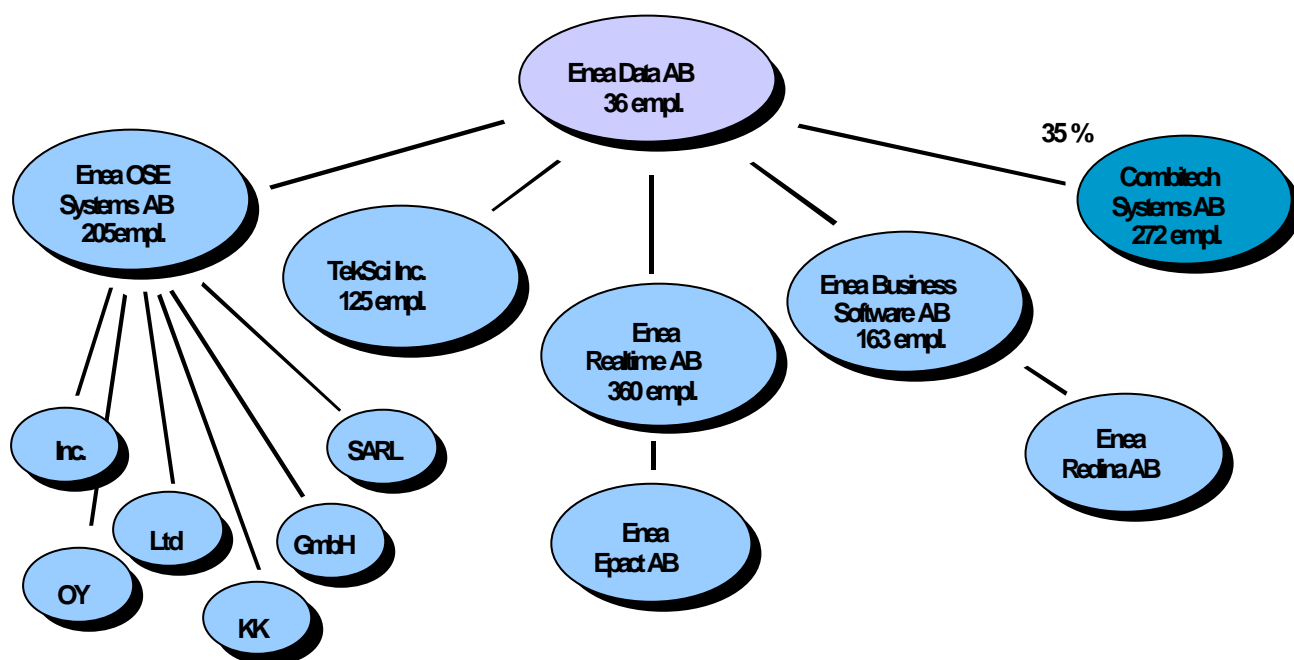 Enea Data AB
36 empl.
35 %
Enea OSE
Systems AB
205empl.
Combitech
Systems AB
272 empl.
TekSci Inc.
125 empl.
Enea Business
Software AB
163 empl.
Enea
Realtime AB
360 empl.
Inc.
SARL
Enea
Redina AB
Ltd
GmbH
Enea
Epact AB
OY
KK